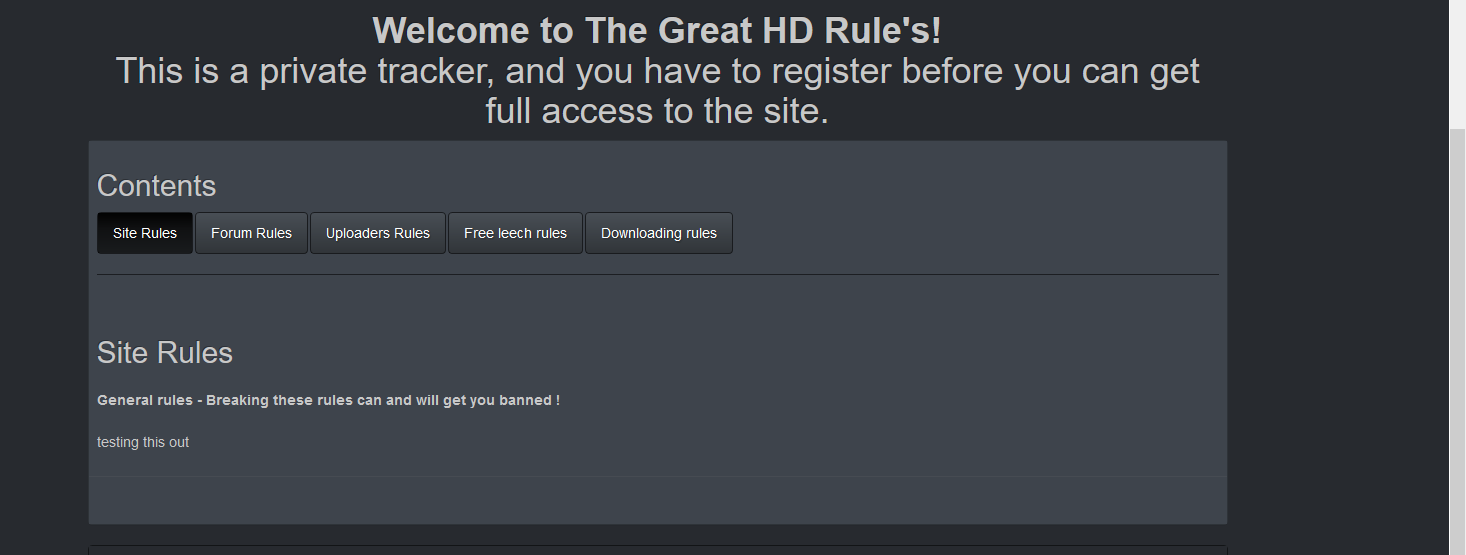 Welcome to The Great HD Rule's!
This is a private tracker, and you have to register before you can get
full access to the site.
Contents
Site Rules Forum Rules Uploaders Rules Free leech rules Downloading rules
Site Rules
General rules - Breaking these rules can and will get you banned !
testing this out